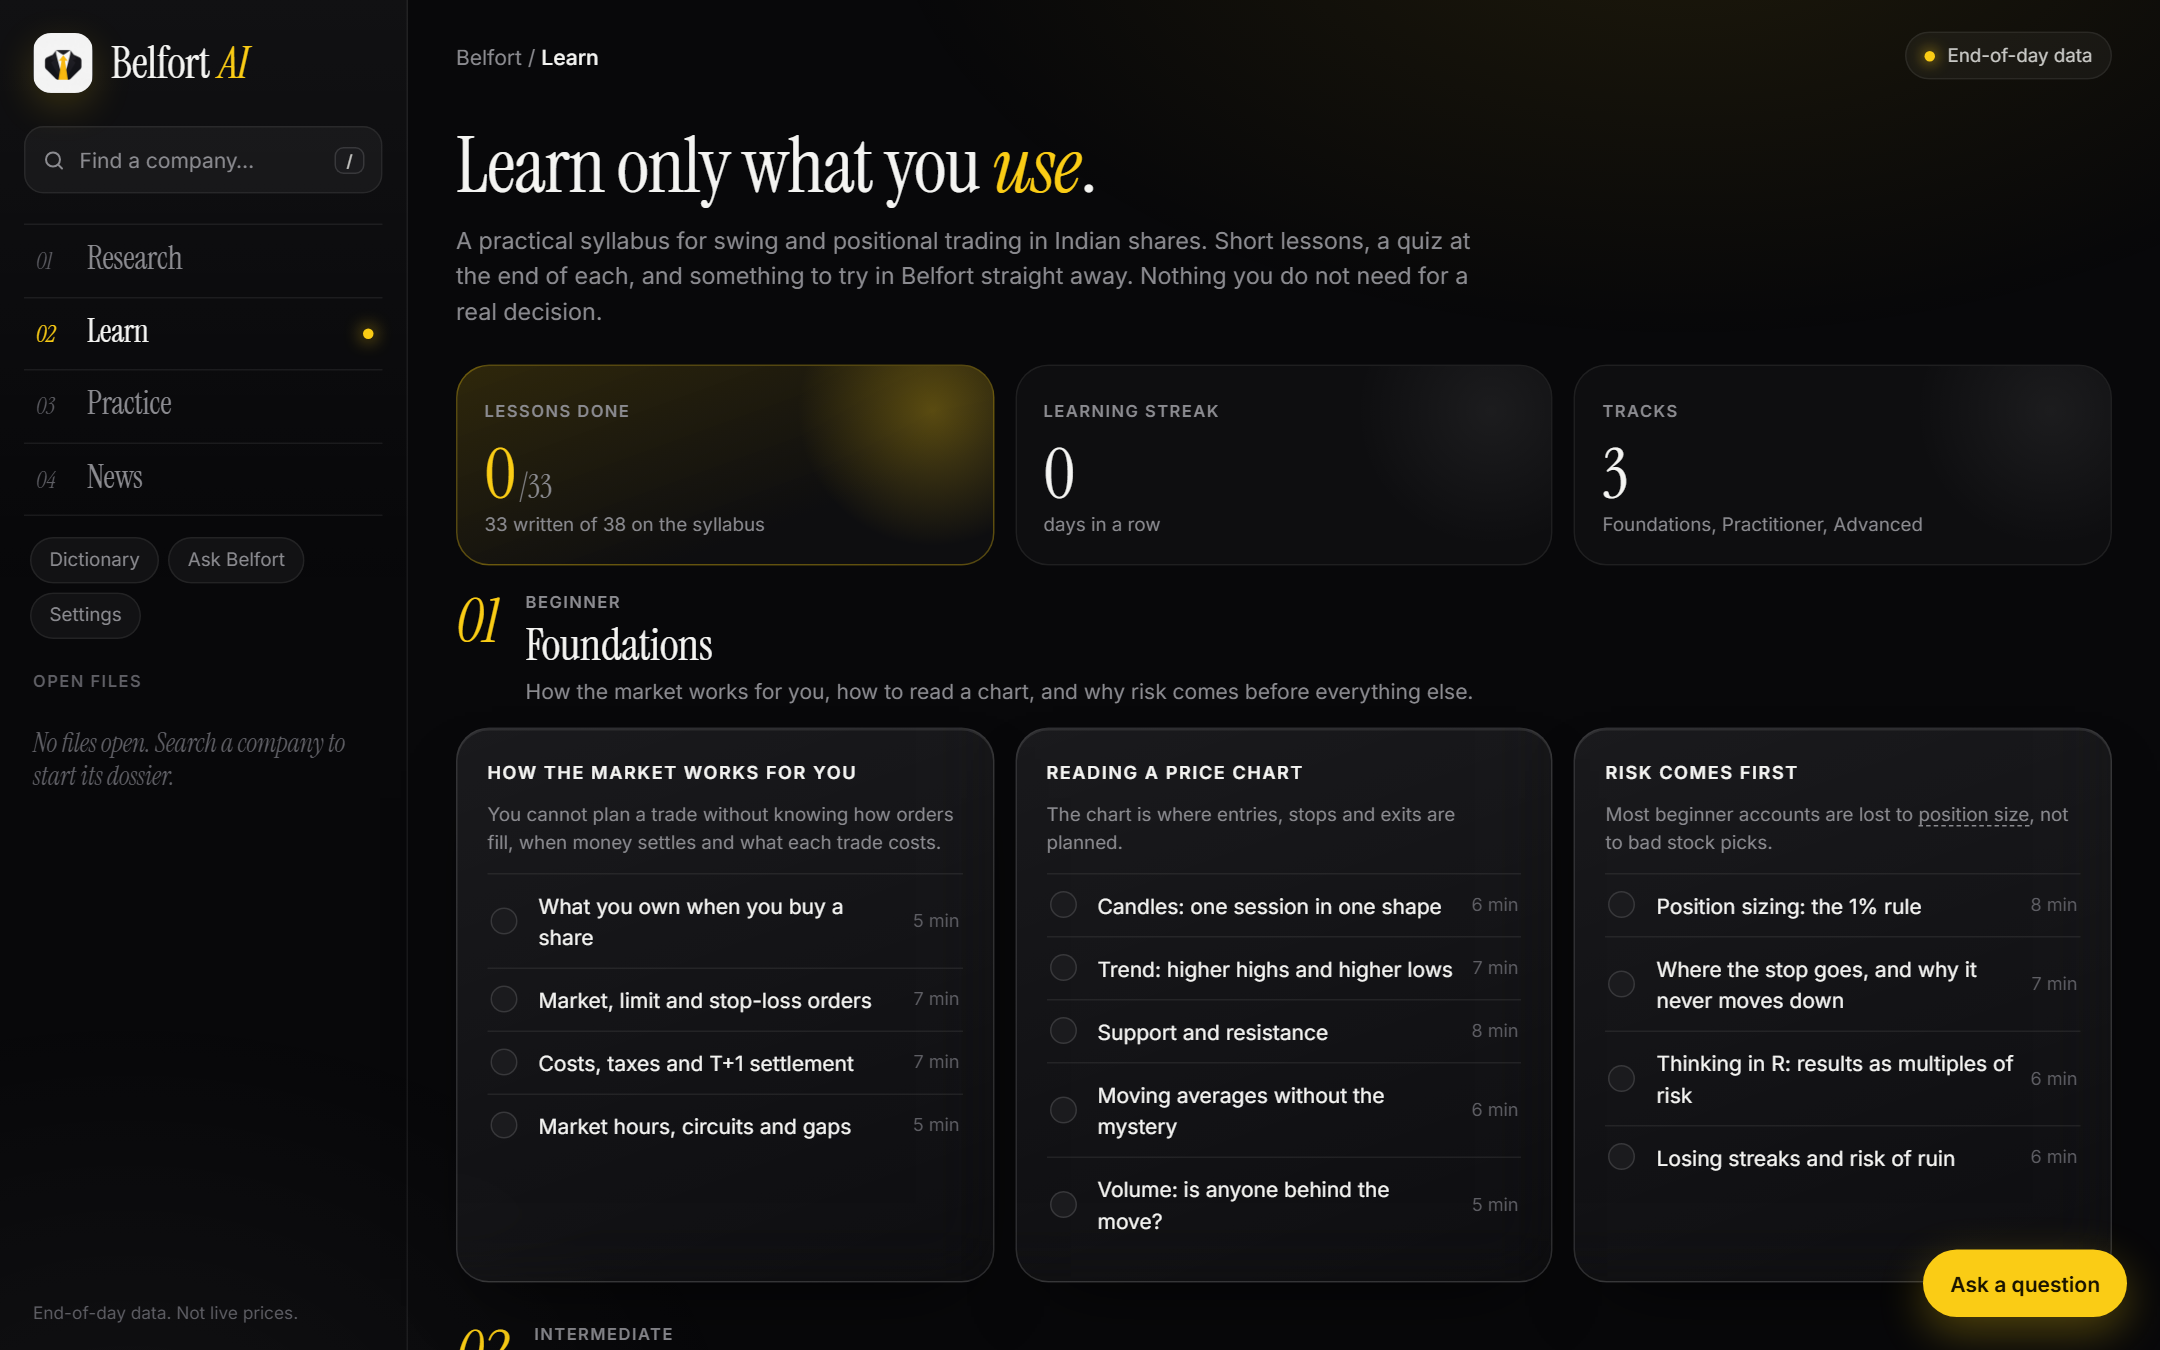 Belfort AI
Find a company...
/
01 Research
02 Learn
03 Practice
04 News
Dictionary
Ask Belfort
Settings
OPEN FILES
No files open. Search a company to
start its dossier.
End-of-day data. Not live prices.
Belfort / Learn
End-of-day data
Learn only what you use.
A practical syllabus for swing and positional trading in Indian shares. Short lessons, a quiz at
the end of each, and something to try in Belfort straight away. Nothing you do not need for a
real decision.
LESSONS DONE
0/33
33 written of 38 on the syllabus
LEARNING STREAK
0
days in a row
TRACKS
3
Foundations, Practitioner, Advanced
01
BEGINNER
Foundations
How the market works for you, how to read a chart, and why risk comes before everything else.
HOW THE MARKET WORKS FOR YOU
You cannot plan a trade without knowing how orders
fill, when money settles and what each trade costs.
What you own when you buy a
share
5 min
Market, limit and stop-loss orders 7 min
Costs, taxes and T+1 settlement 7 min
Market hours, circuits and gaps 5 min
READING A PRICE CHART
The chart is where entries, stops and exits are
planned.
Candles: one session in one shape 6 min
Trend: higher highs and higher lows 7 min
Support and resistance 8 min
Moving averages without the
mystery
6 min
Volume: is anyone behind the
move?
5 min
RISK COMES FIRST
Most beginner accounts are lost to position size, not
to bad stock picks.
Position sizing: the 1% rule 8 min
Where the stop goes, and why it
never moves down
7 min
Thinking in R: results as multiples of
risk
6 min
Losing streaks and risk of ruin 6 min
Ask a question
02
INTERMEDIATE